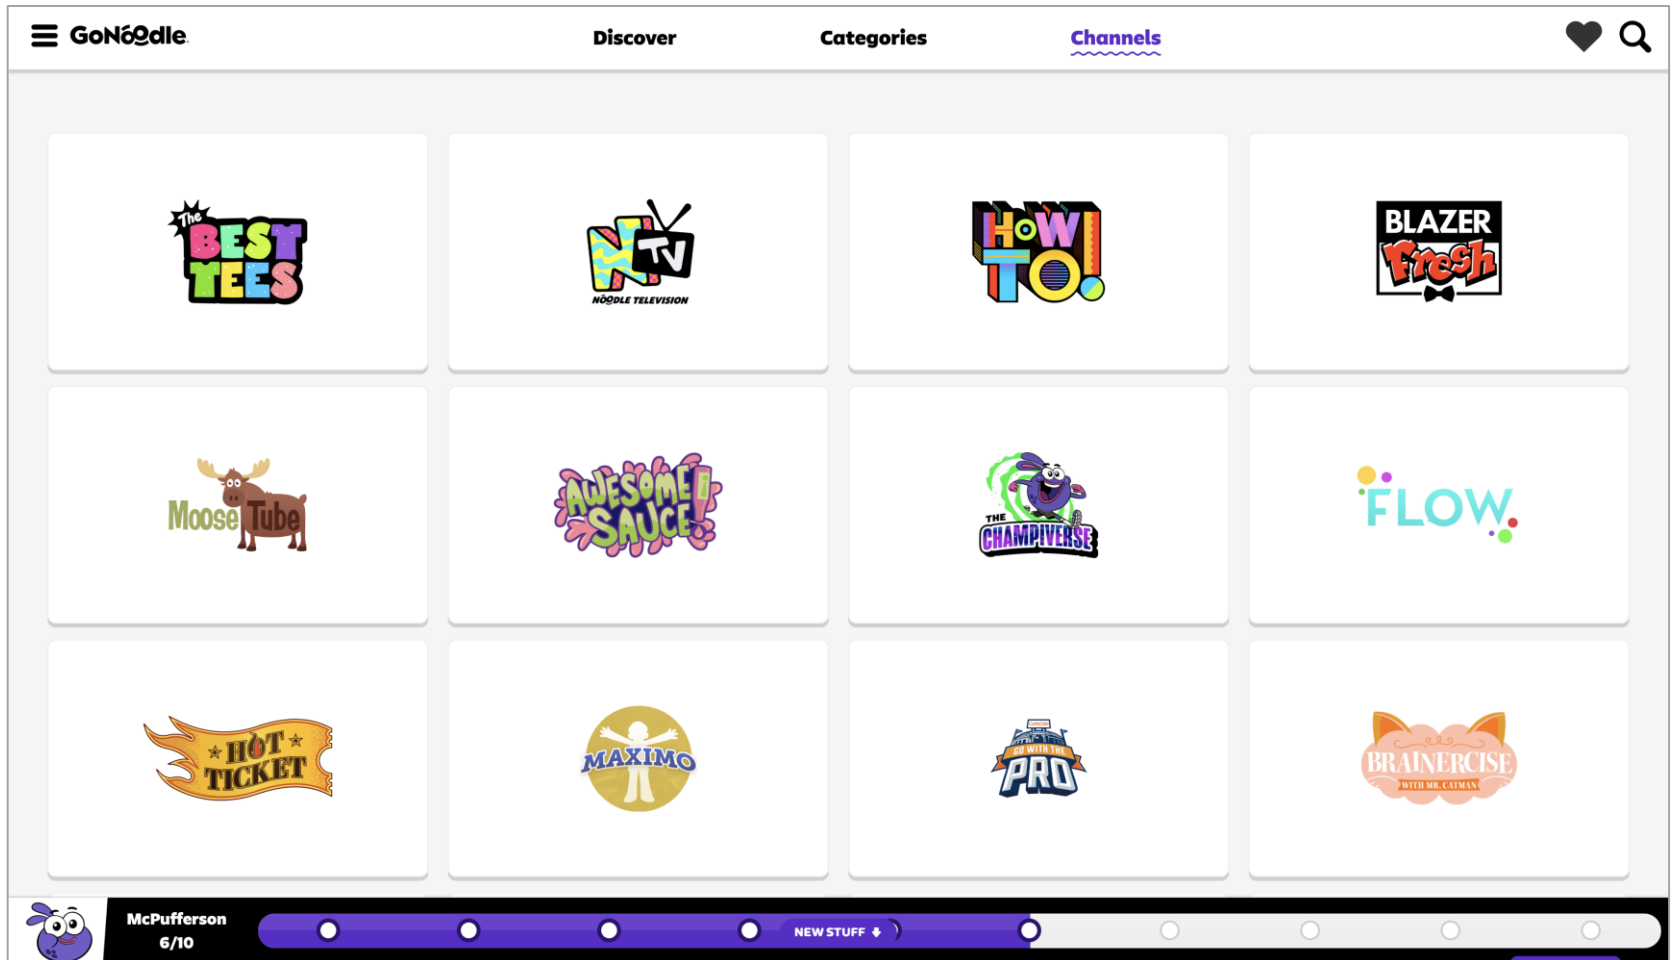 GoNoodle
Discover
Categories
Channels
The
BEST
TEES
N
TV
NOODLE TELEVISION
HOW
TO!
BLAZER
Fresh
Moose Tube
AWESOME
SAUCE!
THE
CHAMPIVERSE
FLOW
HOT
TICKET
MAXIMO
GoNoodle
GO WITH THE
PRO
BRAINERCISE
WITH MR. CATMAN
McPufferson
6/10
NEW STUFF